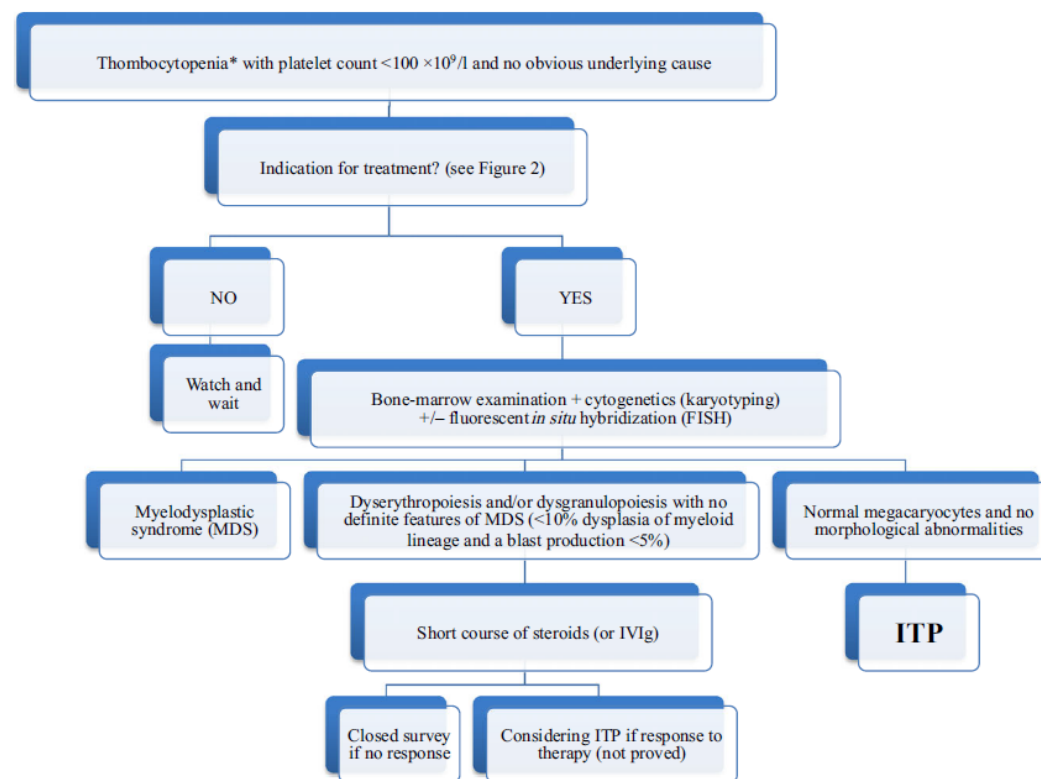 Thombocytopenia* with platelet count <100 ×10⁹/l and no obvious underlying cause
Indication for treatment? (see Figure 2)
NO
YES
Watch and
wait
Bone-marrow examination + cytogenetics (karyotyping)
+/– fluorescent in situ hybridization (FISH)
Myelodysplastic
syndrome (MDS)
Dyserythropoiesis and/or dysgranulopoiesis with no
definite features of MDS (<10% dysplasia of myeloid
lineage and a blast production <5%)
Normal megacaryocytes and no
morphological abnormalities
Short course of steroids (or IVIg)
ITP
Closed survey
if no response
Considering ITP if response to
therapy (not proved)